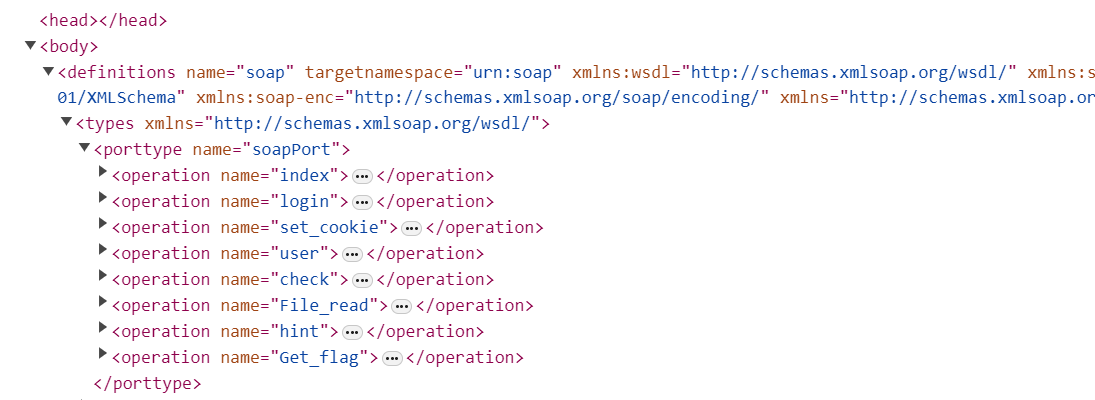 <head></head>
<body>
<definitions name="soap" targetnamespace="urn:soap" xmlns:wsdl="http://schemas.xmlsoap.org/wsdl/" xmlns:s
01/XMLSchema" xmlns:soap-enc="http://schemas.xmlsoap.org/soap/encoding/" xmlns="http://schemas.xmlsoap.or
<types xmlns="http://schemas.xmlsoap.org/wsdl/">
<porttype name="soapPort">
<operation name="index">…</operation>
<operation name="login">…</operation>
<operation name="set_cookie">…</operation>
<operation name="user">…</operation>
<operation name="check">…</operation>
<operation name="File_read">…</operation>
<operation name="hint">…</operation>
<operation name="Get_flag">…</operation>
</porttype>